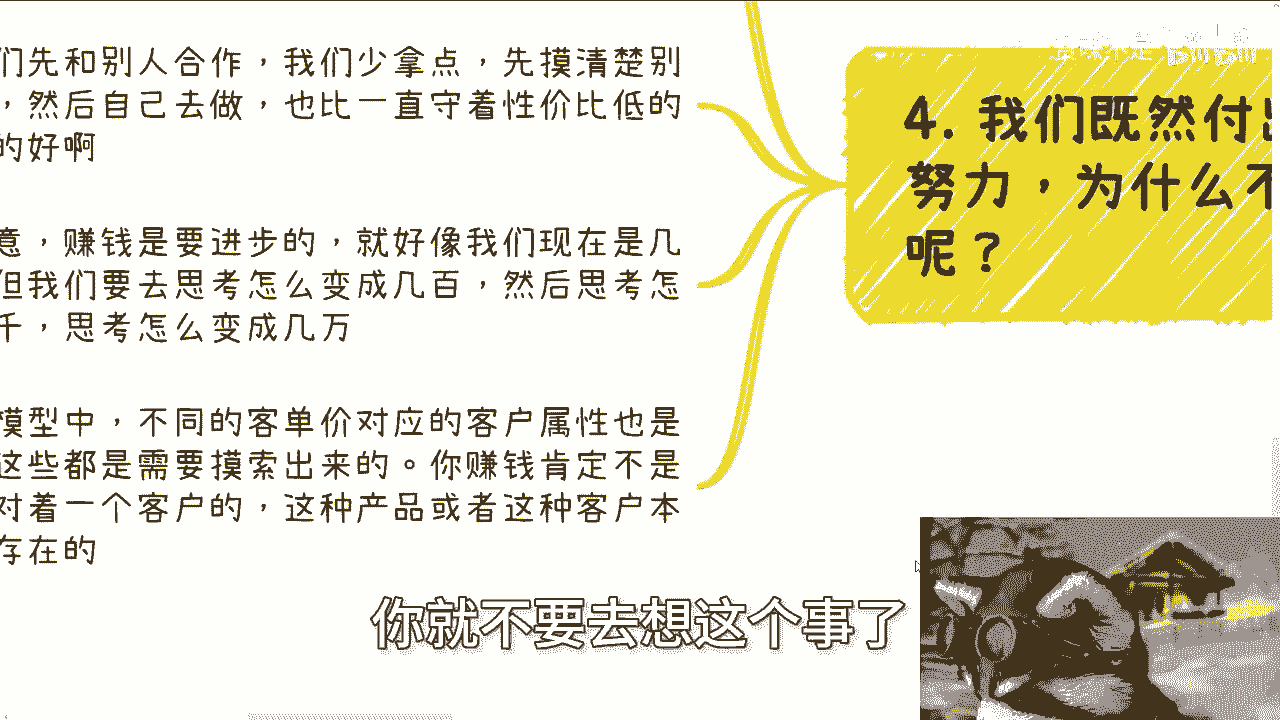 们先和别人合作，我们少拿点，先摸清楚别
，然后自己去做，也比一直守着性价比低的
的好啊
意，赚钱是要进步的，就好像我们现在是几
但我们要去思考怎么变成几百，然后思考怎
千，思考怎么变成几万
模型中，不同的客单价对应的客户属性也是
这些都是需要摸索出来的。你赚钱肯定不是
对着一个客户的，这种产品或者这种客户本
存在的
4. 我们既然付出
努力，为什么不
呢？
你就不要去想这个事了